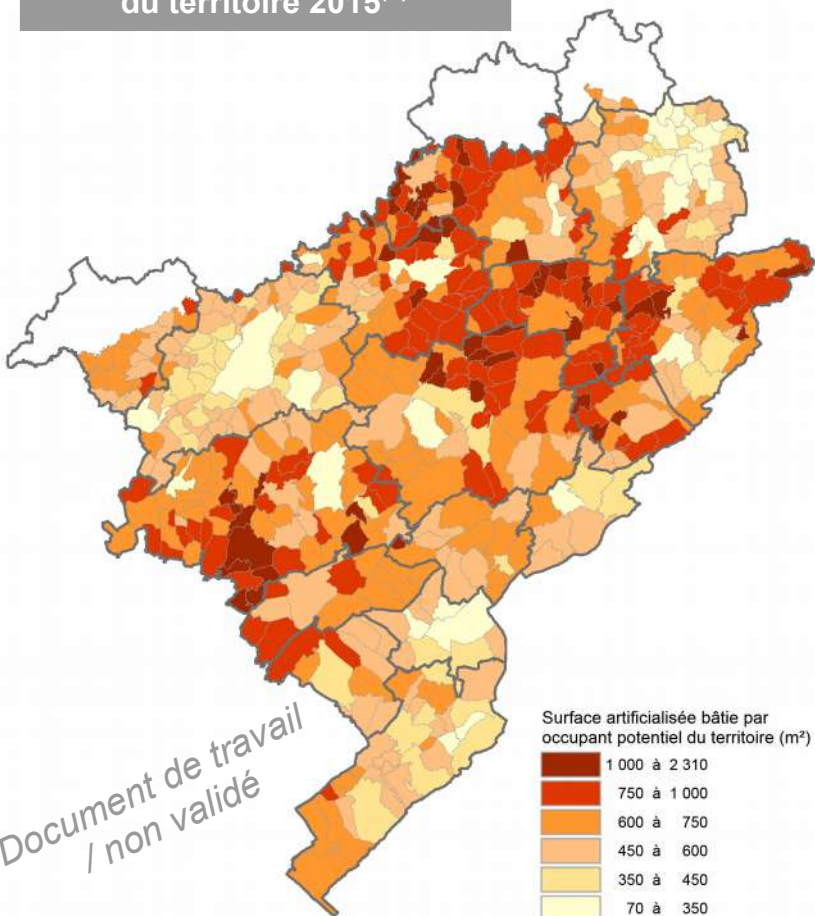 du territoire 2015
Document de travail
/ non validé
Surface artificialisée bâtie par
occupant potentiel du territoire (m²)
1 000 à 2 310
750 à 1 000
600 à 750
450 à 600
350 à 450
70 à 350